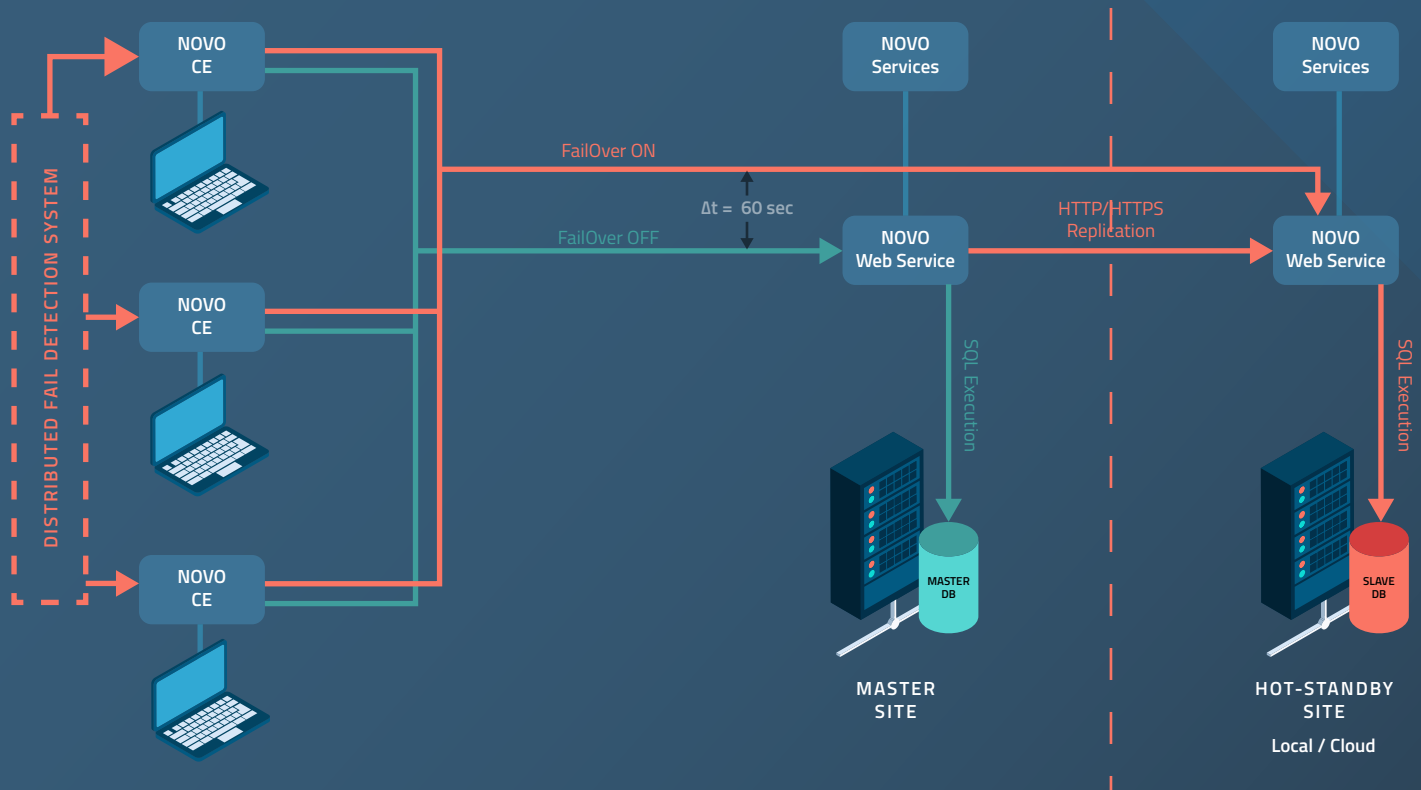 NOVO
CE
NOVO
Services
NOVO
Services
FailOver ON
Δt = 60 sec
HTTP/HTTPS
Replication
FailOver OFF
NOVO
Web Service
NOVO
Web Service
DISTRIBUTED FAIL DETECTION SYSTEM
NOVO
CE
SQL Execution
SQL Execution
NOVO
CE
MASTER
DB
SLAVE
DB
MASTER
SITE
HOT-STANDBY
SITE
Local / Cloud